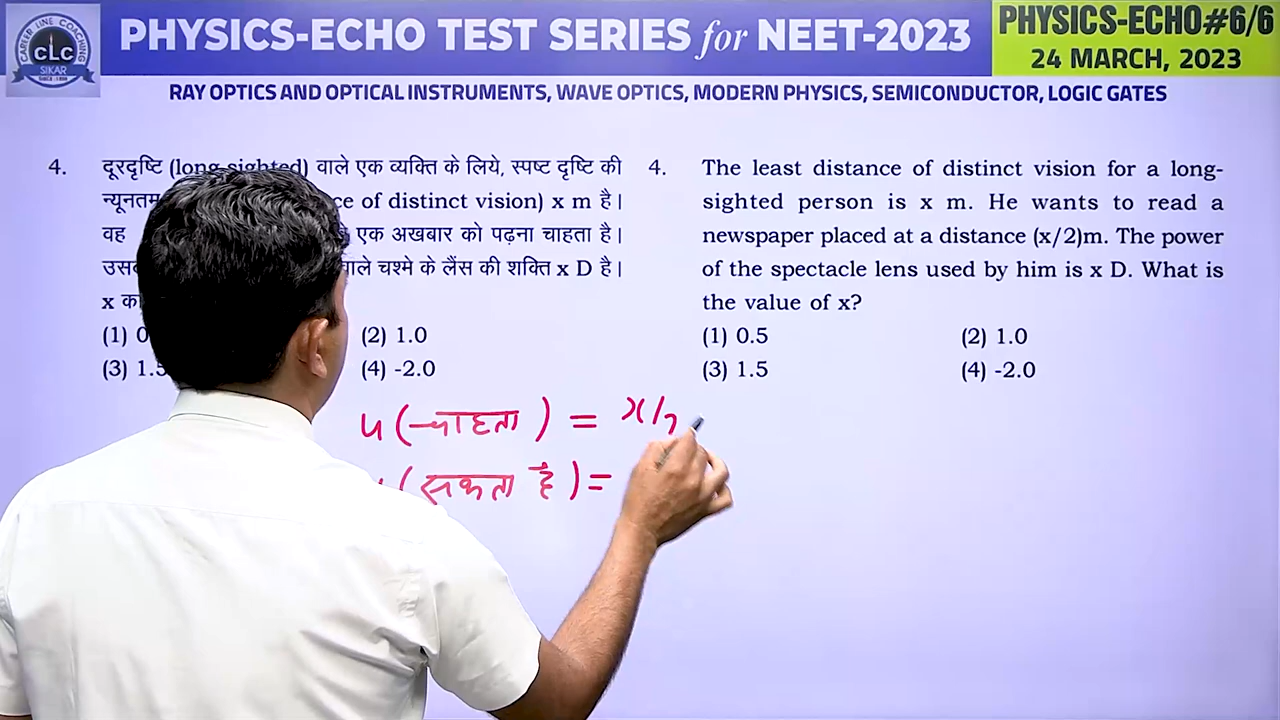 CAREER LINE COACHING
CLC
SIKAR
PHYSICS-ECHO TEST SERIES for NEET-2023
PHYSICS-ECHO#6/6
24 MARCH, 2023
RAY OPTICS AND OPTICAL INSTRUMENTS, WAVE OPTICS, MODERN PHYSICS, SEMICONDUCTOR, LOGIC GATES
4. दूरदृष्टि (long-sighted) वाले एक व्यक्ति के लिये, स्पष्ट दृष्टि की
न्यूनतम ce of distinct vision) x m है।
वह एक अखबार को पढ़ना चाहता है।
वाले चश्मे के लेंस की शक्ति x D है।
x
(1) 0 (2) 1.0
(3) 1.5 (4) -2.0
4. The least distance of distinct vision for a long-
sighted person is x m. He wants to read a
newspaper placed at a distance (x/2)m. The power
of the spectacle lens used by him is x D. What is
the value of x?
(1) 0.5 (2) 1.0
(3) 1.5 (4) -2.0
u (चाहता) = x/2
(सकता है) =